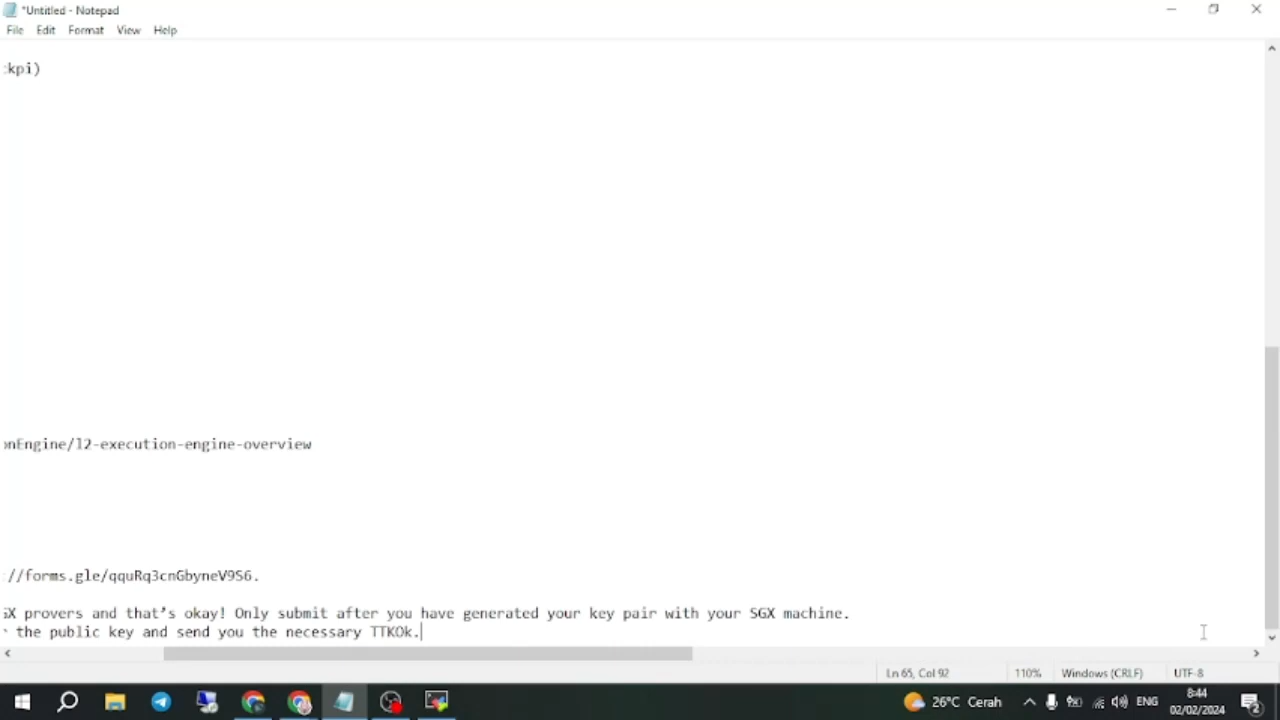 *Untitled - Notepad
File Edit Format View Help
kpi)
nEngine/l2-execution-engine-overview
//forms.gle/qquRq3cnGbyneV9S6.
GX provers and that’s okay! Only submit after you have generated your key pair with your SGX machine.
the public key and send you the necessary TTKOk.
Ln 65, Col 92 110% Windows (CRLF) UTF-8
26°C Cerah ENG 8:44 02/02/2024 2